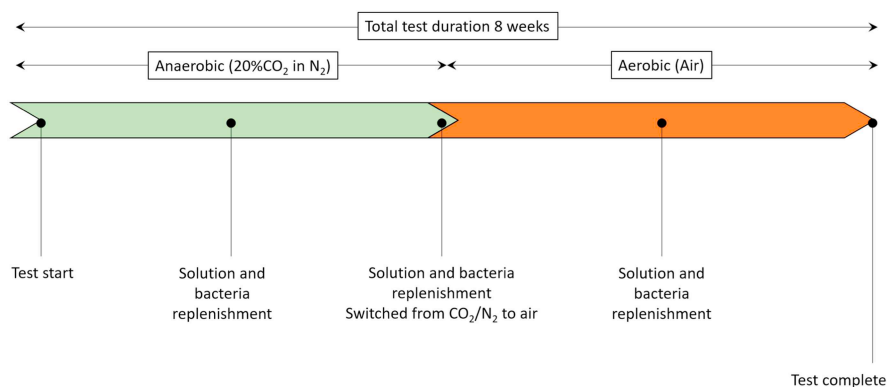 Total test duration 8 weeks
Anaerobic (20%CO₂ in N₂)
Aerobic (Air)
Test start
Solution and
bacteria
replenishment
Solution and bacteria
replenishment
Switched from CO₂/N₂ to air
Solution and
bacteria
replenishment
Test complete